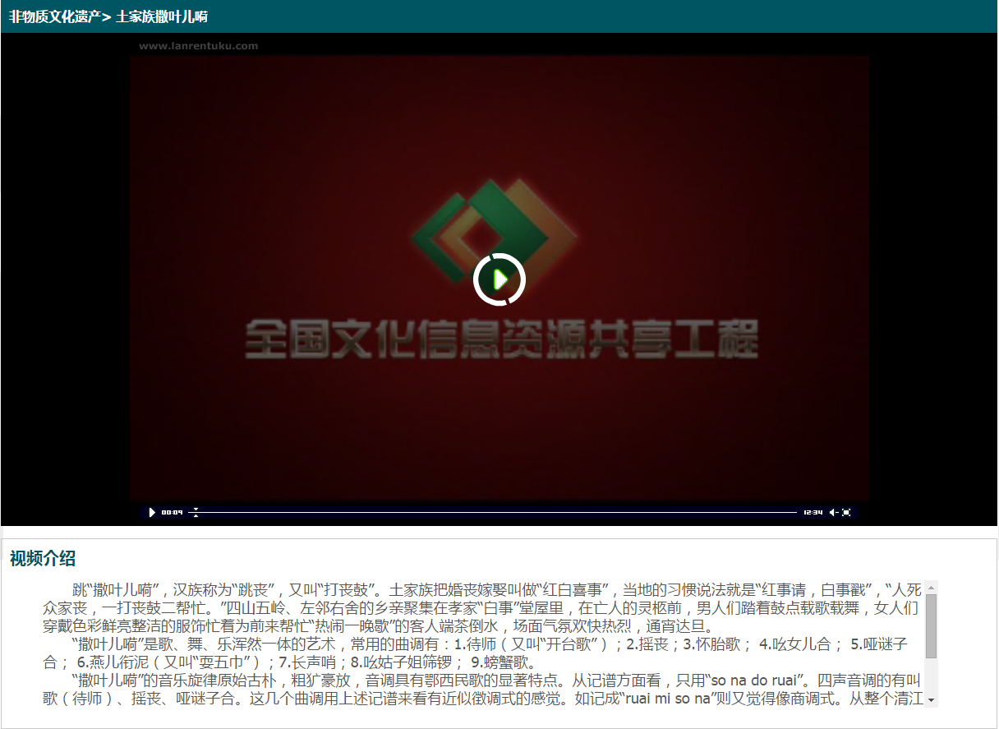 非物质文化遗产> 土家族撒叶儿嗬
www.lanrentuku.com
全国文化信息资源共享工程
00:09
12:34
视频介绍
跳“撒叶儿嗬”，汉族称为“跳丧”，又叫“打丧鼓”。土家族把婚丧嫁娶叫做“红白喜事”，当地的习惯说法就是“红事请，白事戳”，“人死
众家丧，一打丧鼓二帮忙。”四山五岭、左邻右舍的乡亲聚集在孝家“白事”堂屋里，在亡人的灵柩前，男人们踏着鼓点载歌载舞，女人们
穿戴色彩鲜亮整洁的服饰忙着为前来帮忙“热闹一晚歇”的客人端茶倒水，场面气氛欢快热烈，通宵达旦。
“撒叶儿嗬”是歌、舞、乐浑然一体的艺术，常用的曲调有：1.待师（又叫“开台歌”）；2.摇丧；3.怀胎歌； 4.吆女儿合； 5.哑谜子
合； 6.燕儿衔泥（又叫“耍五巾”）；7.长声哨；8.吆姑子姐筛锣； 9.螃蟹歌。
“撒叶儿嗬”的音乐旋律原始古朴，粗犷豪放，音调具有鄂西民歌的显著特点。从记谱方面看，只用“so na do ruai”。四声音调的有叫
歌（待师）、摇丧、哑谜子合。这几个曲调用上述记谱来看有近似徵调式的感觉。如记成“ruai mi so na”则又觉得像商调式。从整个清江